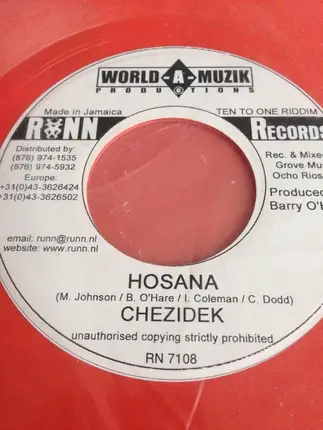 WORLD A MUZIK
PRODUCTIONS
Made in Jamaica
TEN TO ONE RIDDIM
RUNN
RECORDS
Distributed by:
(876) 974-1535
(876) 974-5932
Europe:
+31(0)43-3626424
+31(0)43-3626502
email: runn@runn.nl
website: www.runn.nl
Rec. & Mixe
Grove Mu
Ocho Rios
Produced
Barry O'H
HOSANA
(M. Johnson / B. O'Hare / I. Coleman / C. Dodd)
CHEZIDEK
unauthorised copying strictly prohibited
RN 7108